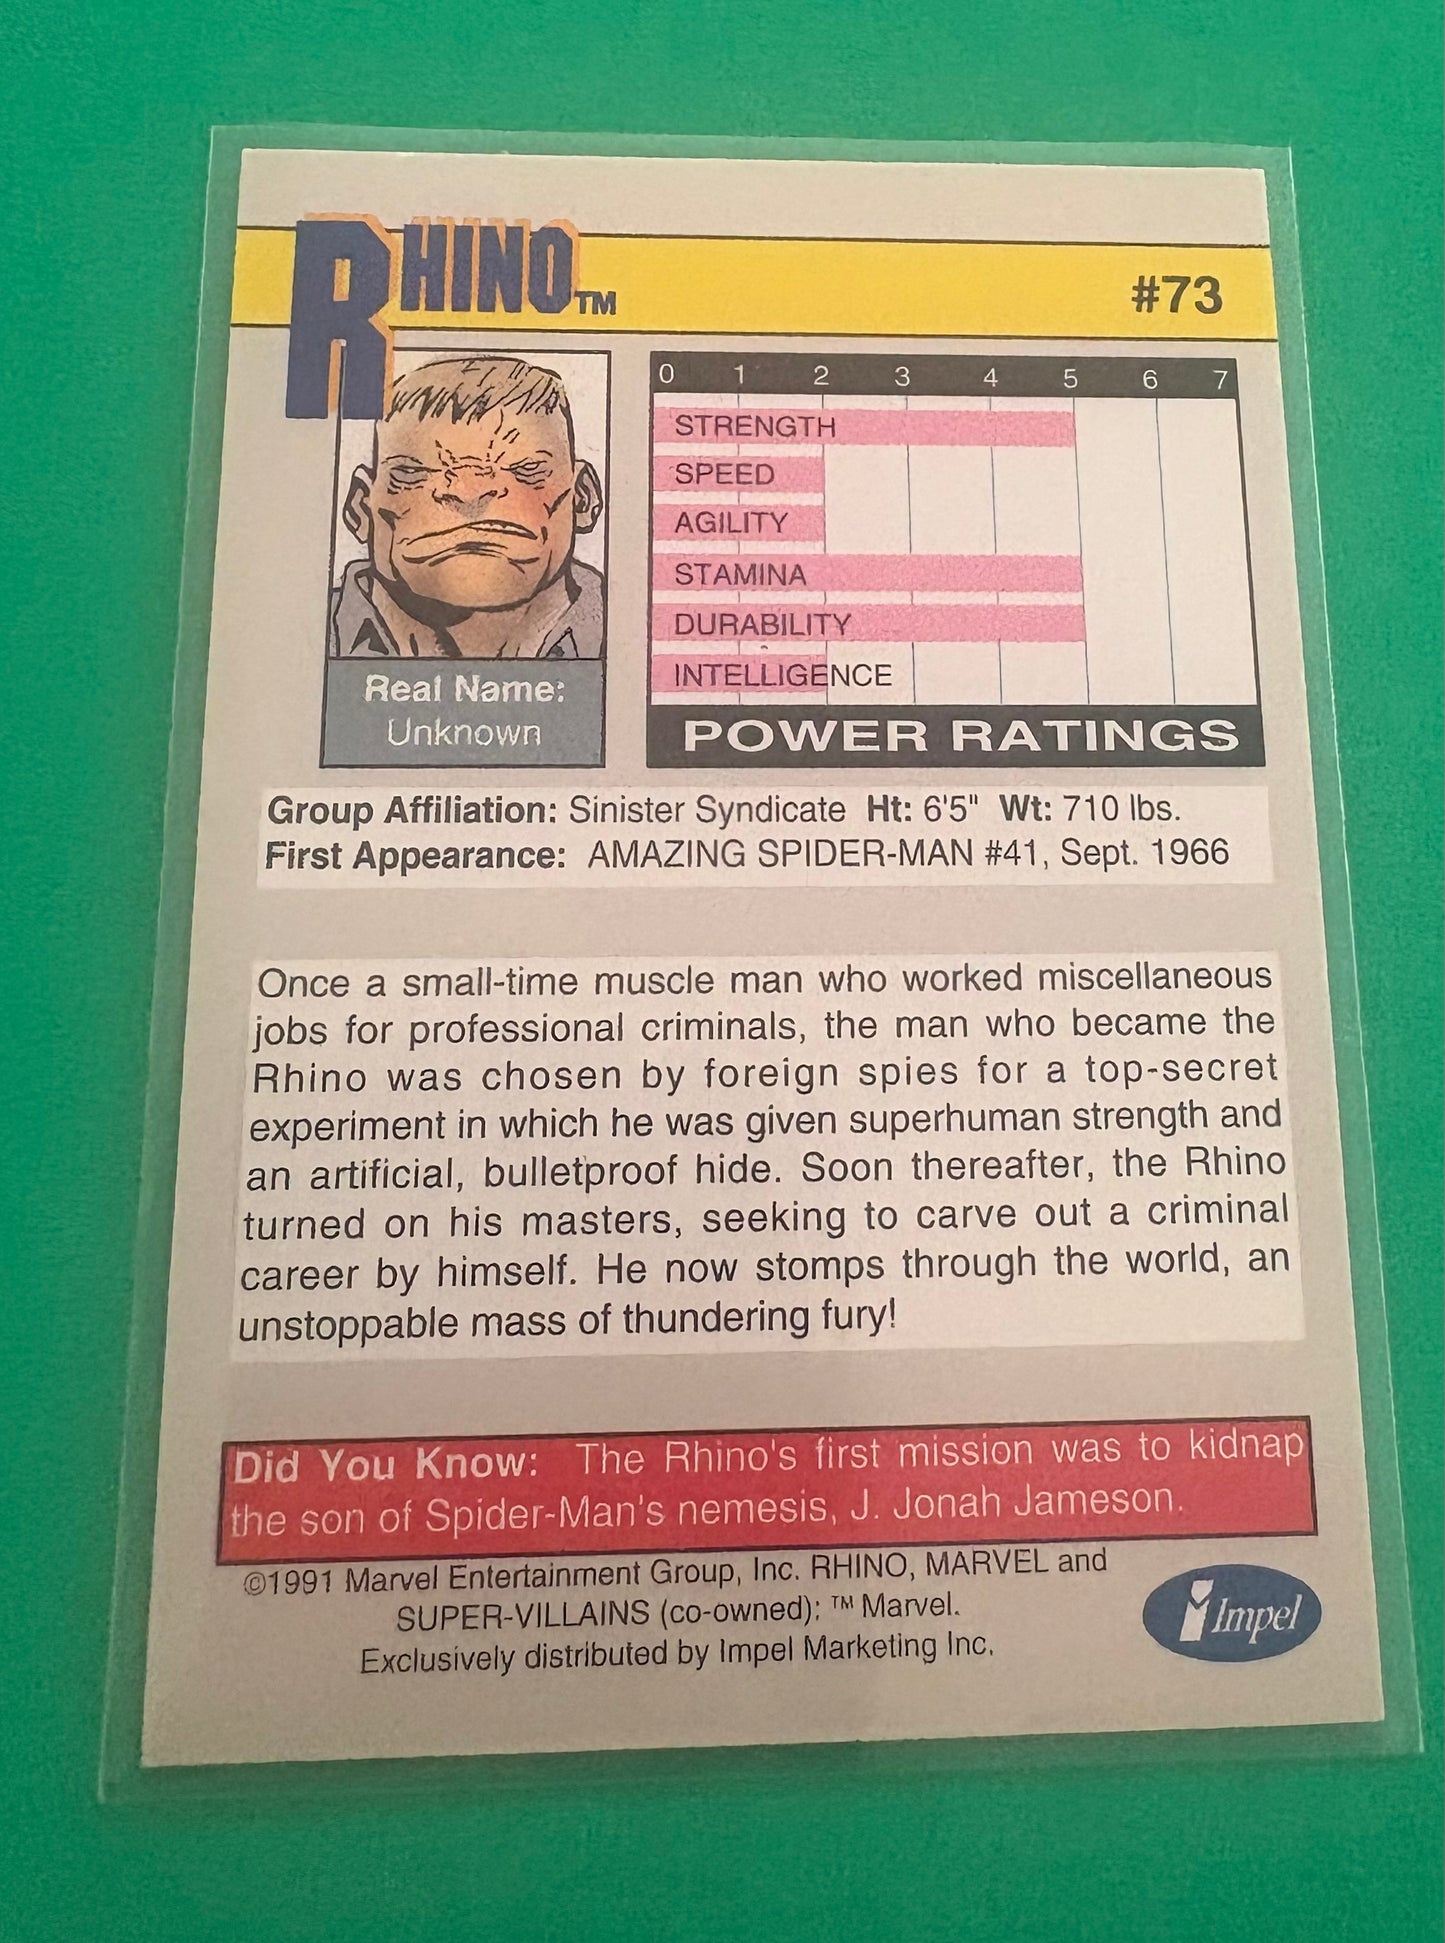 RHINO™
#73
0 1 2 3 4 5 6 7
STRENGTH
SPEED
AGILITY
STAMINA
DURABILITY
INTELLIGENCE
POWER RATINGS
Real Name:
Unknown
Group Affiliation: Sinister Syndicate Ht: 6'5" Wt: 710 lbs.
First Appearance: AMAZING SPIDER-MAN #41, Sept. 1966
Once a small-time muscle man who worked miscellaneous
jobs for professional criminals, the man who became the
Rhino was chosen by foreign spies for a top-secret
experiment in which he was given superhuman strength and
an artificial, bulletproof hide. Soon thereafter, the Rhino
turned on his masters, seeking to carve out a criminal
career by himself. He now stomps through the world, an
unstoppable mass of thundering fury!
Did You Know: The Rhino's first mission was to kidnap
the son of Spider-Man's nemesis, J. Jonah Jameson.
©1991 Marvel Entertainment Group, Inc. RHINO, MARVEL and
SUPER-VILLAINS (co-owned): ™ Marvel.
Exclusively distributed by Impel Marketing Inc.
Impel